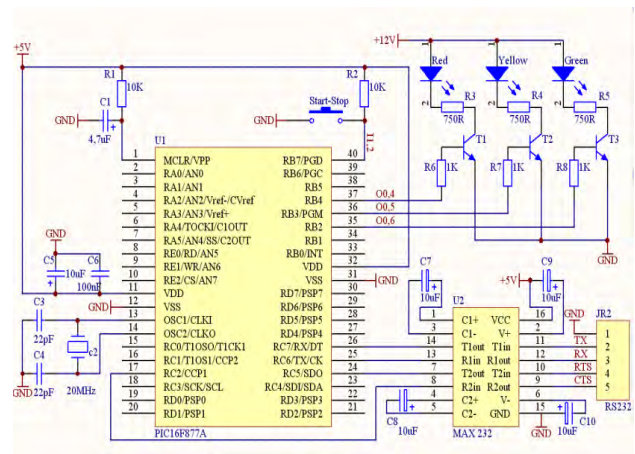 +5V
+12V
R1
10K
R2
10K
C1
4.7uF
GND
GND
Start-Stop
I1.2
1
Red
2
1
Yellow
2
1
Green
2
R3
750R
R4
750R
R5
750R
T1
T2
T3
R6
1K
R7
1K
R8
1K
O0,4
O0,5
O0,6
GND
U1
1 MCLR/VPP RB7/PGD 40
2 RA0/AN0 RB6/PGC 39
3 RA1/AN1 RB5 38
4 RA2/AN2/Vref-/CVref RB4 37
5 RA3/AN3/Vref+ RB3/PGM 36
6 RA4/TOCKI/C1OUT RB2 35
7 RA5/AN4/SS/C2OUT RB1 34
8 RE0/RD/AN5 RB0/INT 33
9 RE1/WR/AN6 VDD 32
10 RE2/CS/AN7 VSS 31
11 VDD RD7/PSP7 30
12 VSS RD6/PSP6 29
13 OSC1/CLKI RD5/PSP5 28
14 OSC2/CLKO RD4/PSP4 27
15 RC0/T1OSO/T1CK1 RC7/RX/DT 26
16 RC1/T1OS1/CCP2 RC6/TX/CK 25
17 RC2/CCP1 RC5/SDO 24
18 RC3/SCK/SCL RC4/SDI/SDA 23
19 RD0/PSP0 RD3/PSP3 22
20 RD1/PSP1 RD2/PSP2 21
PIC16F877A
GND
C5
10uF
C6
100nF
GND
C3
22pF
C4
22pF
c2
20MHz
GND
GND
C7
10uF
+5V
C9
10uF
U2
1 C1+ VCC 16
3 C1- V+ 2
14 T1out T1in 11
13 R1in R1out 12
7 T2out T2in 10
8 R2in R2out 9
4 C2+ V- 6
5 C2- GND 15
MAX 232
C8
10uF
C10
10uF
GND
GND
JR2
1
TX 2
RX 3
RTS 4
CTS 5
RS232